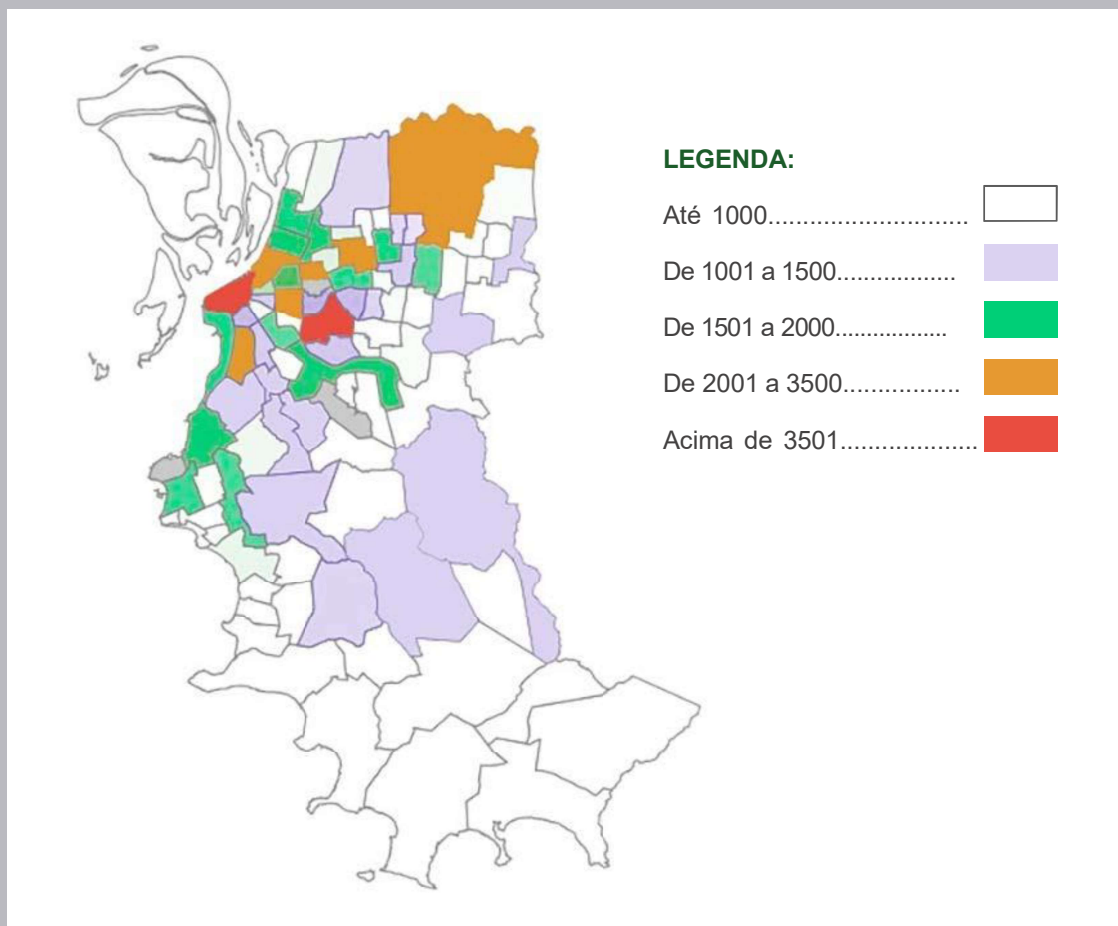 LEGENDA:
Até 1000............................
De 1001 a 1500.................
De 1501 a 2000................
De 2001 a 3500.................
Acima de 3501....................